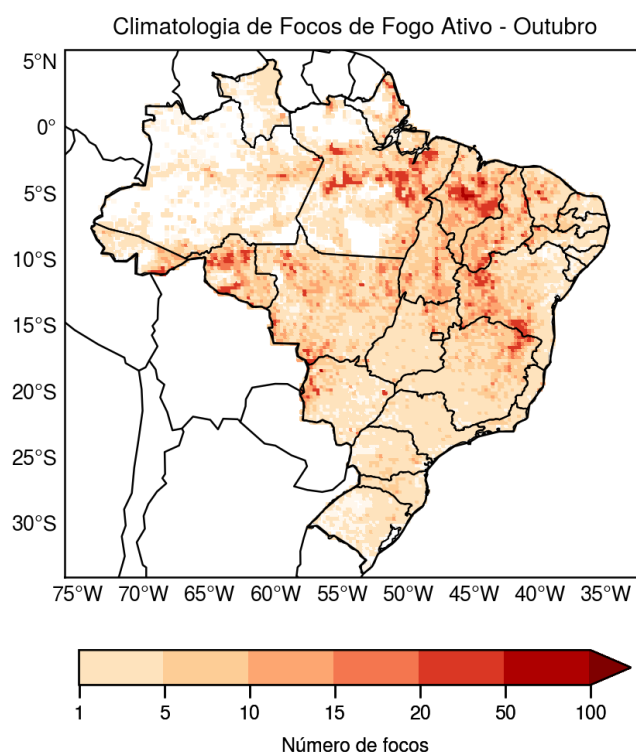 Climatologia de Focos de Fogo Ativo - Outubro
5°N
0°
5°S
10°S
15°S
20°S
25°S
30°S
75°W 70°W 65°W 60°W 55°W 50°W 45°W 40°W 35°W
1 5 10 15 20 50 100
Número de focos